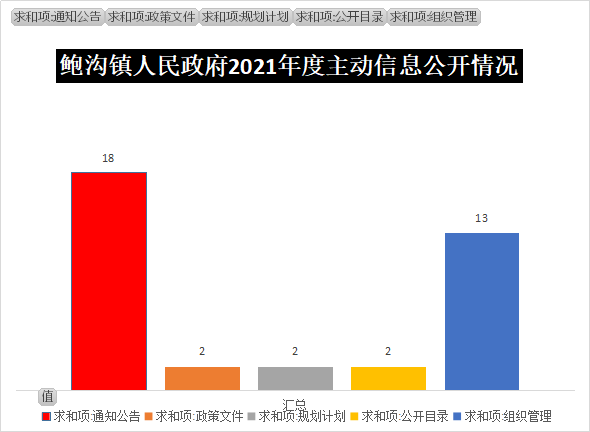 求和项:通知公告 求和项:政策文件 求和项:规划计划 求和项:公开目录 求和项:组织管理
鲍沟镇人民政府2021年度主动信息公开情况
18
13
2 2 2
值
汇总
求和项:通知公告 求和项:政策文件 求和项:规划计划 求和项:公开目录 求和项:组织管理